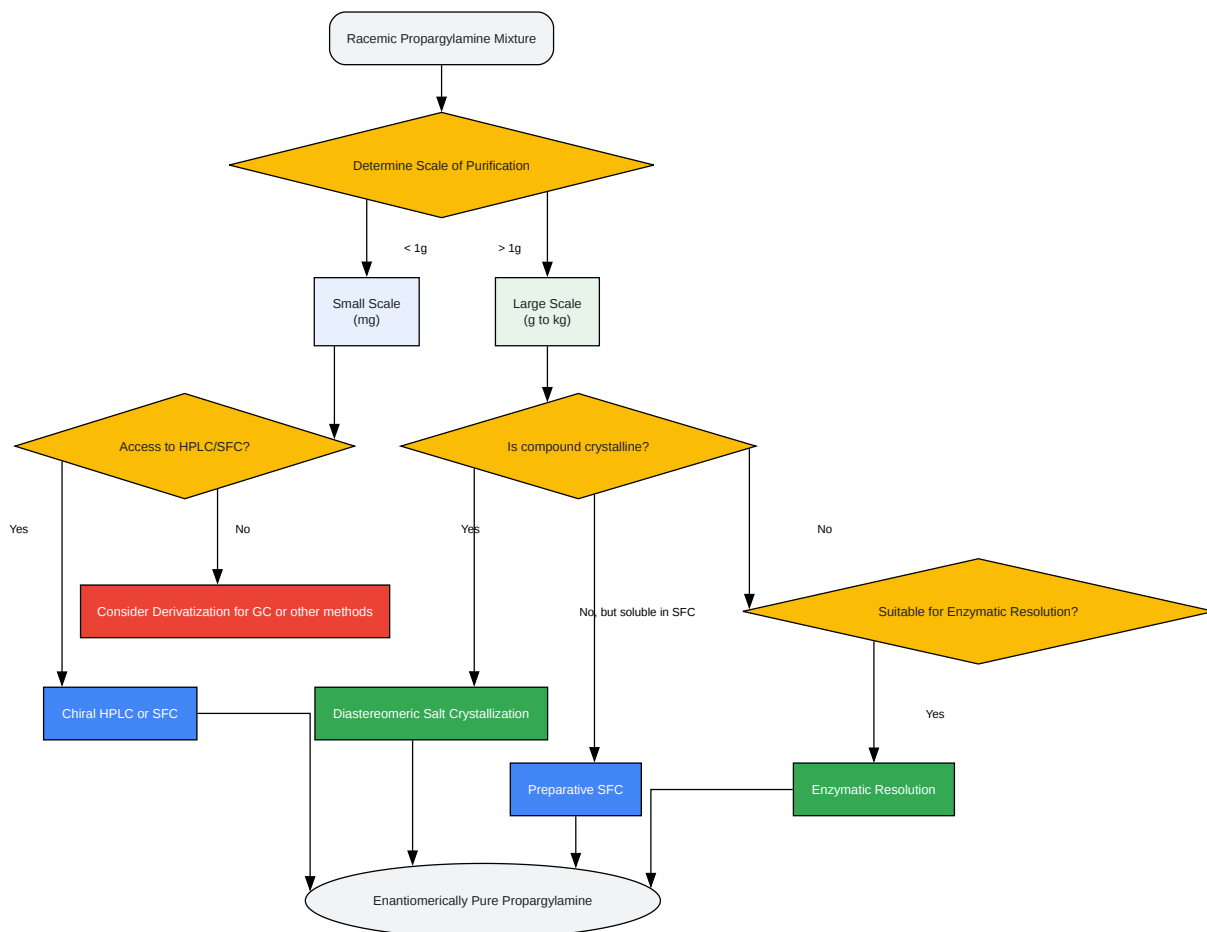 Racemic Propargylamine Mixture
Determine Scale of Purification
< 1g
> 1g
Small Scale
(mg)
Large Scale
(g to kg)
Access to HPLC/SFC?
Is compound crystalline?
Yes
No
Yes
No
Consider Derivatization for GC or other methods
No, but soluble in SFC
Suitable for Enzymatic Resolution?
Chiral HPLC or SFC
Diastereomeric Salt Crystallization
Yes
Preparative SFC
Enzymatic Resolution
Enantiomerically Pure Propargylamine